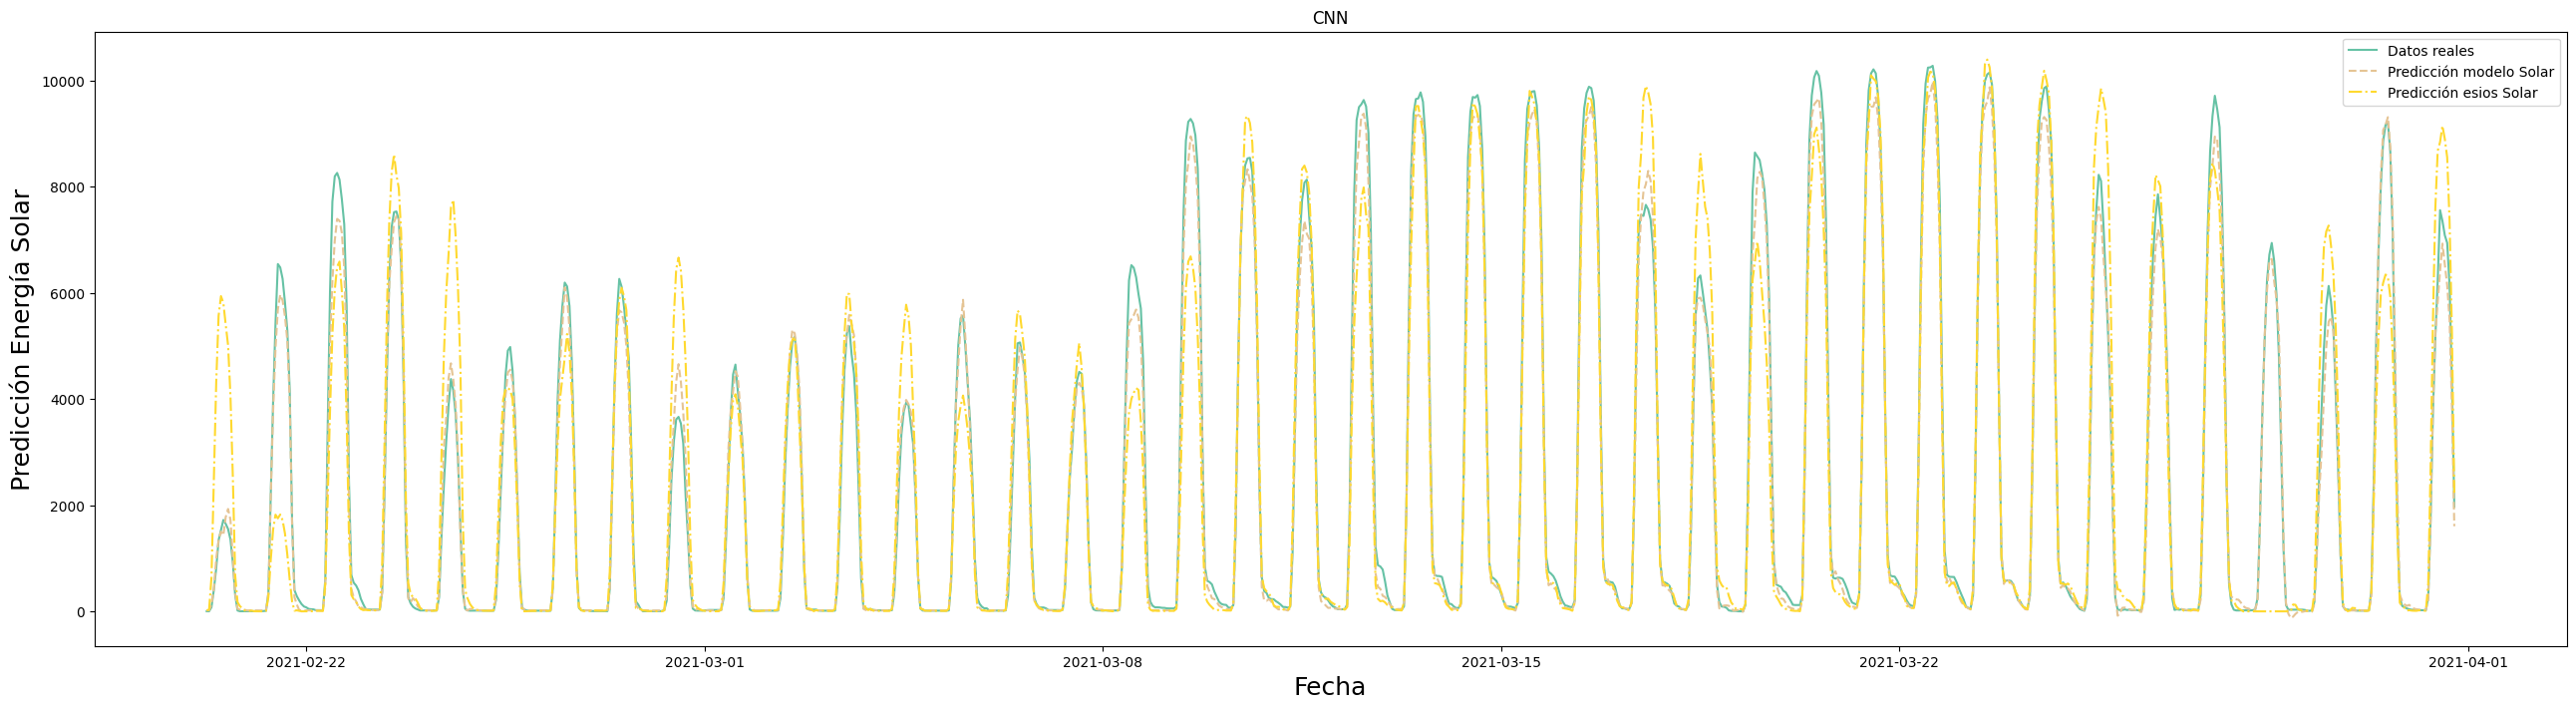 CNN
Datos reales
Predicción modelo Solar
Predicción esios Solar
Predicción Energía Solar
10000
8000
6000
4000
2000
0
2021-02-22
2021-03-01
2021-03-08
2021-03-15
2021-03-22
2021-04-01
Fecha